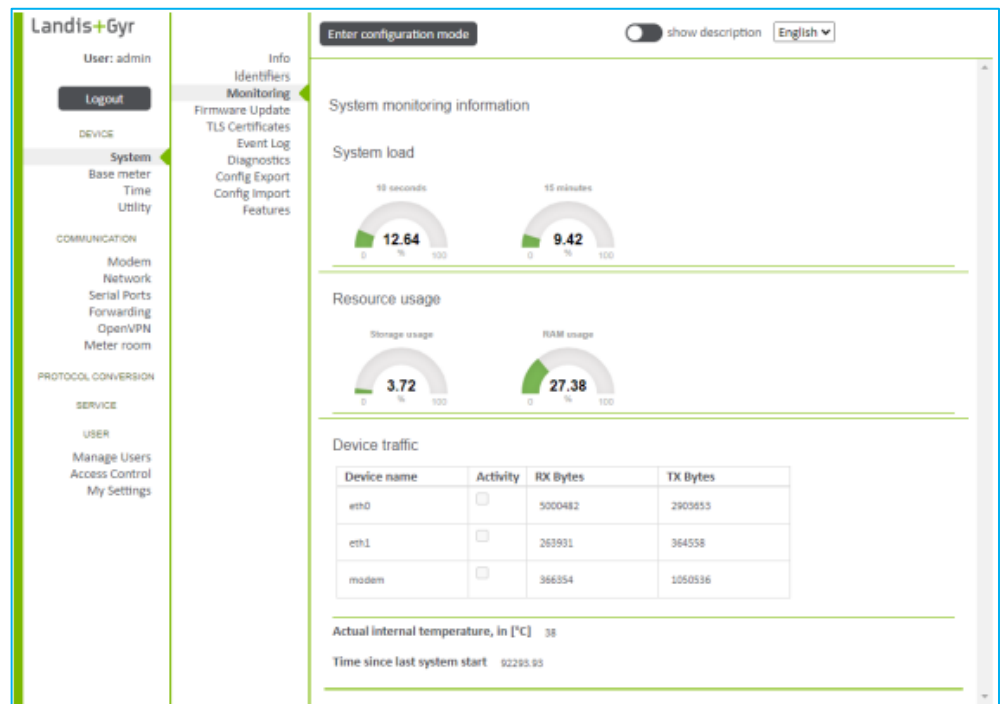 Landis+Gyr
User: admin
Logout
DEVICE
System
Base meter
Time
Utility
COMMUNICATION
Modem
Network
Serial Ports
Forwarding
OpenVPN
Meter room
PROTOCOL CONVERSION
SERVICE
USER
Manage Users
Access Control
My Settings
Info
Identifiers
Monitoring
Firmware Update
TLS Certificates
Event Log
Diagnostics
Config Export
Config Import
Features
Enter configuration mode
show description
English
System monitoring information
System load
10 seconds 15 minutes
12.64 9.42
0 % 100 0 % 100
Resource usage
Storage usage RAM usage
3.72 27.38
0 % 100 0 % 100
Device traffic
Device name Activity RX Bytes TX Bytes
eth0 5000482 2903653
eth1 263931 364558
modem 366354 1050536
Actual internal temperature, in [°C] 38
Time since last system start 92293.93